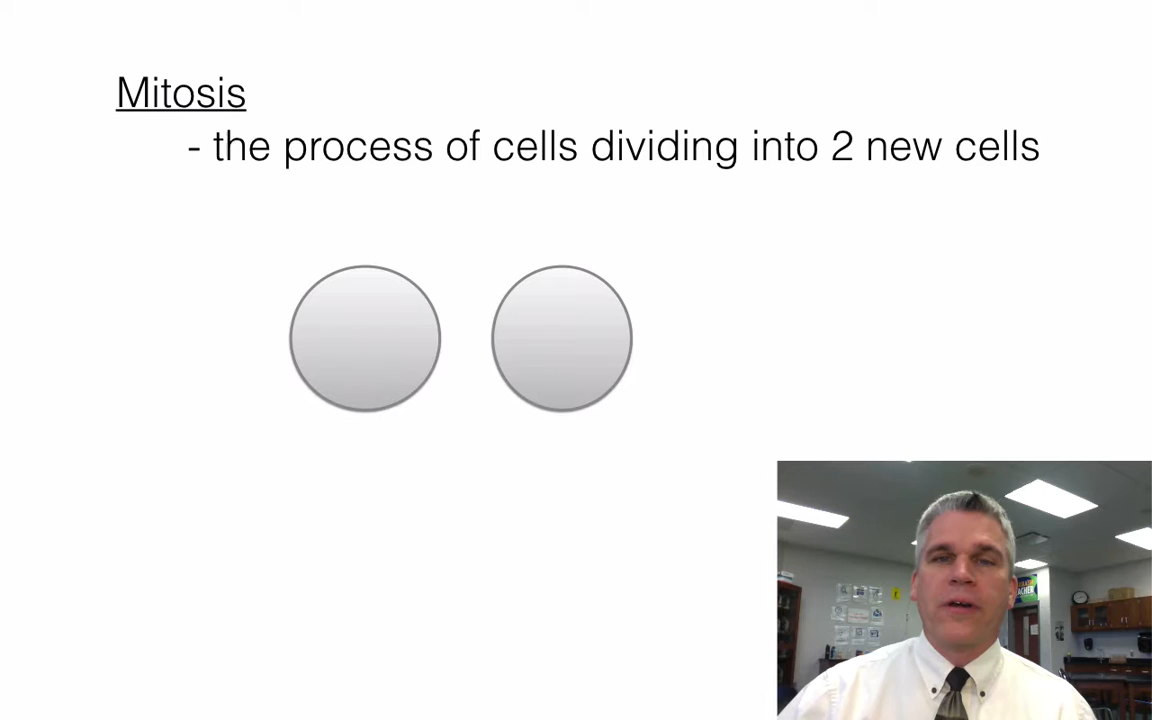 Mitosis
- the process of cells dividing into 2 new cells